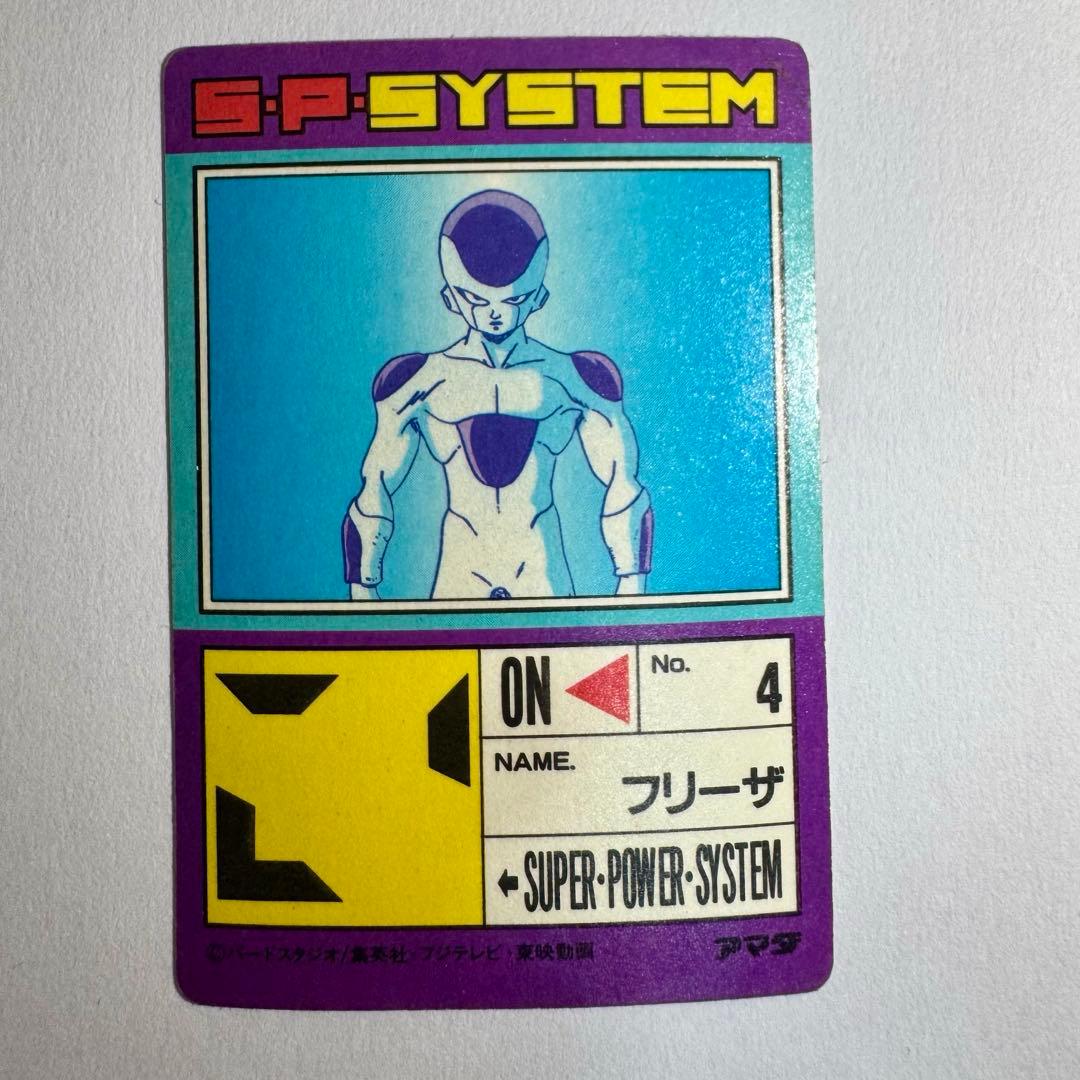 S・P・SYSTEM
ON
No.
4
NAME.
フリーザ
←SUPER・POWER・SYSTEM
©バードスタジオ/集英社 フジテレビ・東映動画
アマダ